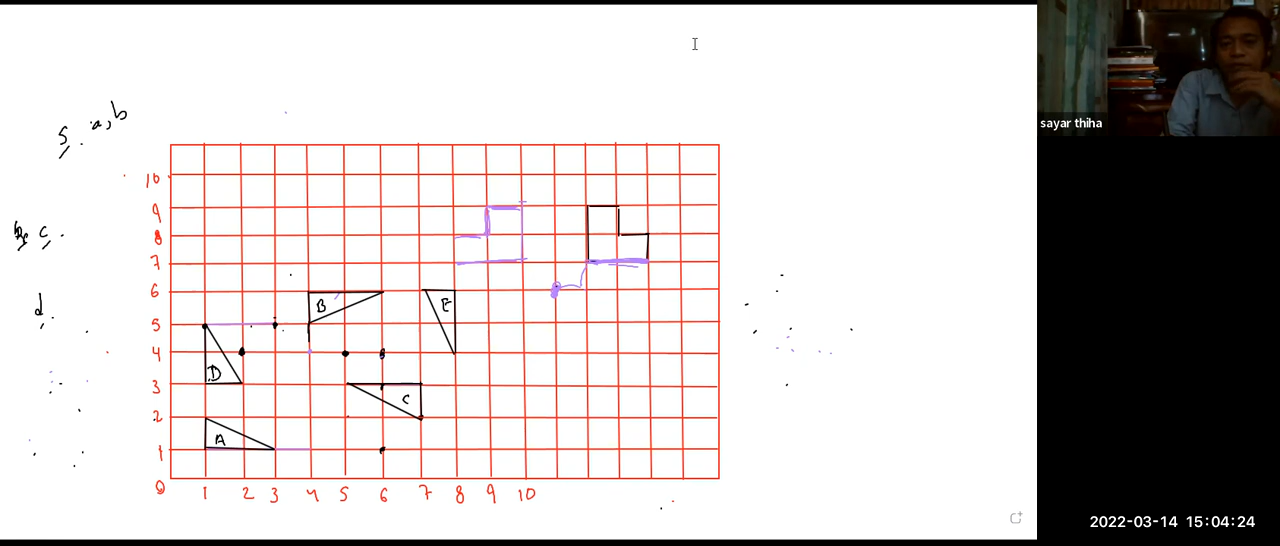 5. a, b
sayar thiha
10
9
8
c.
7
6
B
E
d.
5
4
D
3
C
2
A
1
0 1 2 3 4 5 6 7 8 9 10
2022-03-14 15:04:24